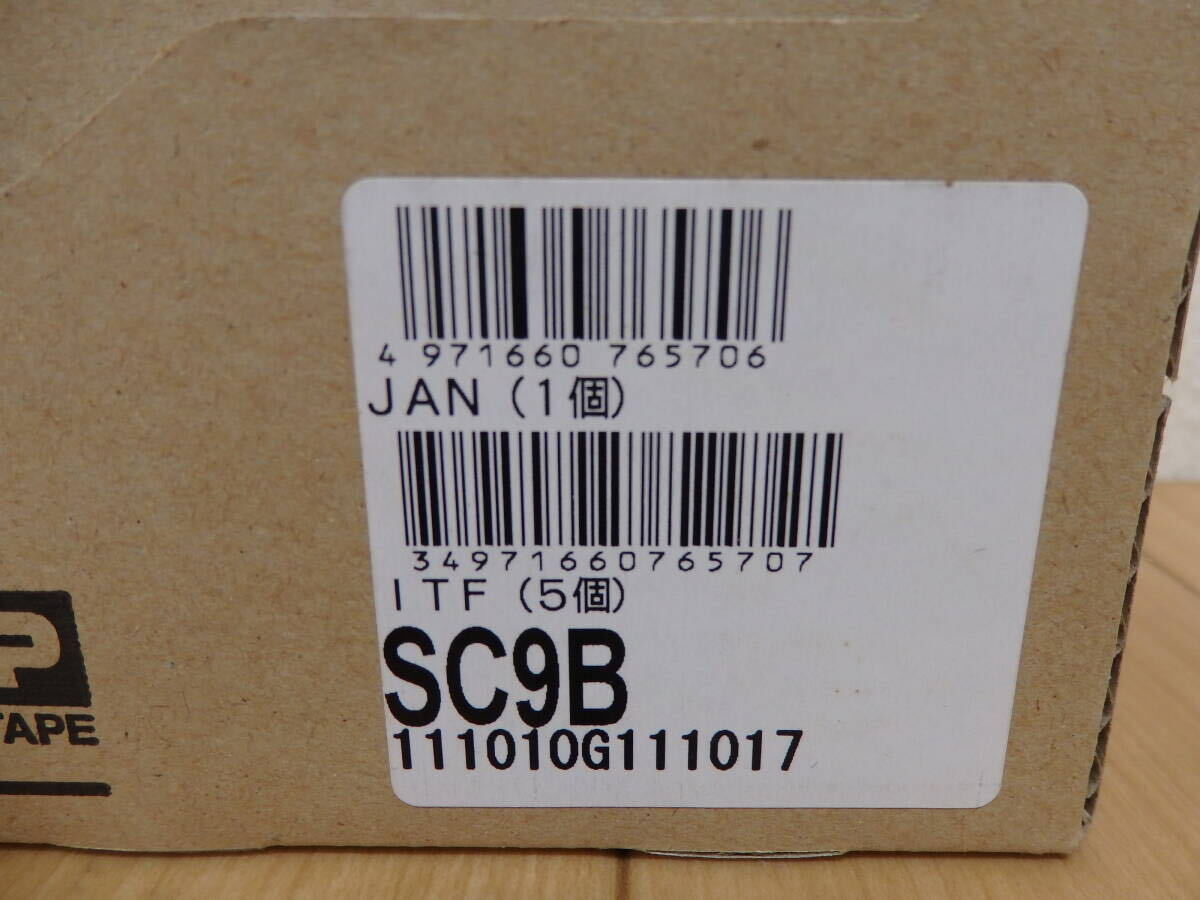 4 971660 765706
JAN (1個)
34971660765707
ITF (5個)
SC9B
111010G111017
P
TAPE